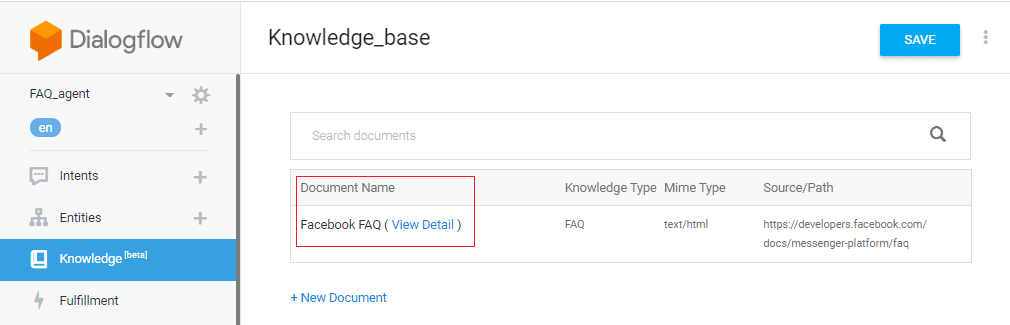 Dialogflow
Knowledge_base
SAVE
FAQ_agent
en
Search documents
Intents
Document Name Knowledge Type Mime Type Source/Path
Entities
Facebook FAQ ( View Detail ) FAQ text/html https://developers.facebook.com/
docs/messenger-platform/faq
Knowledge [beta]
+ New Document
Fulfillment